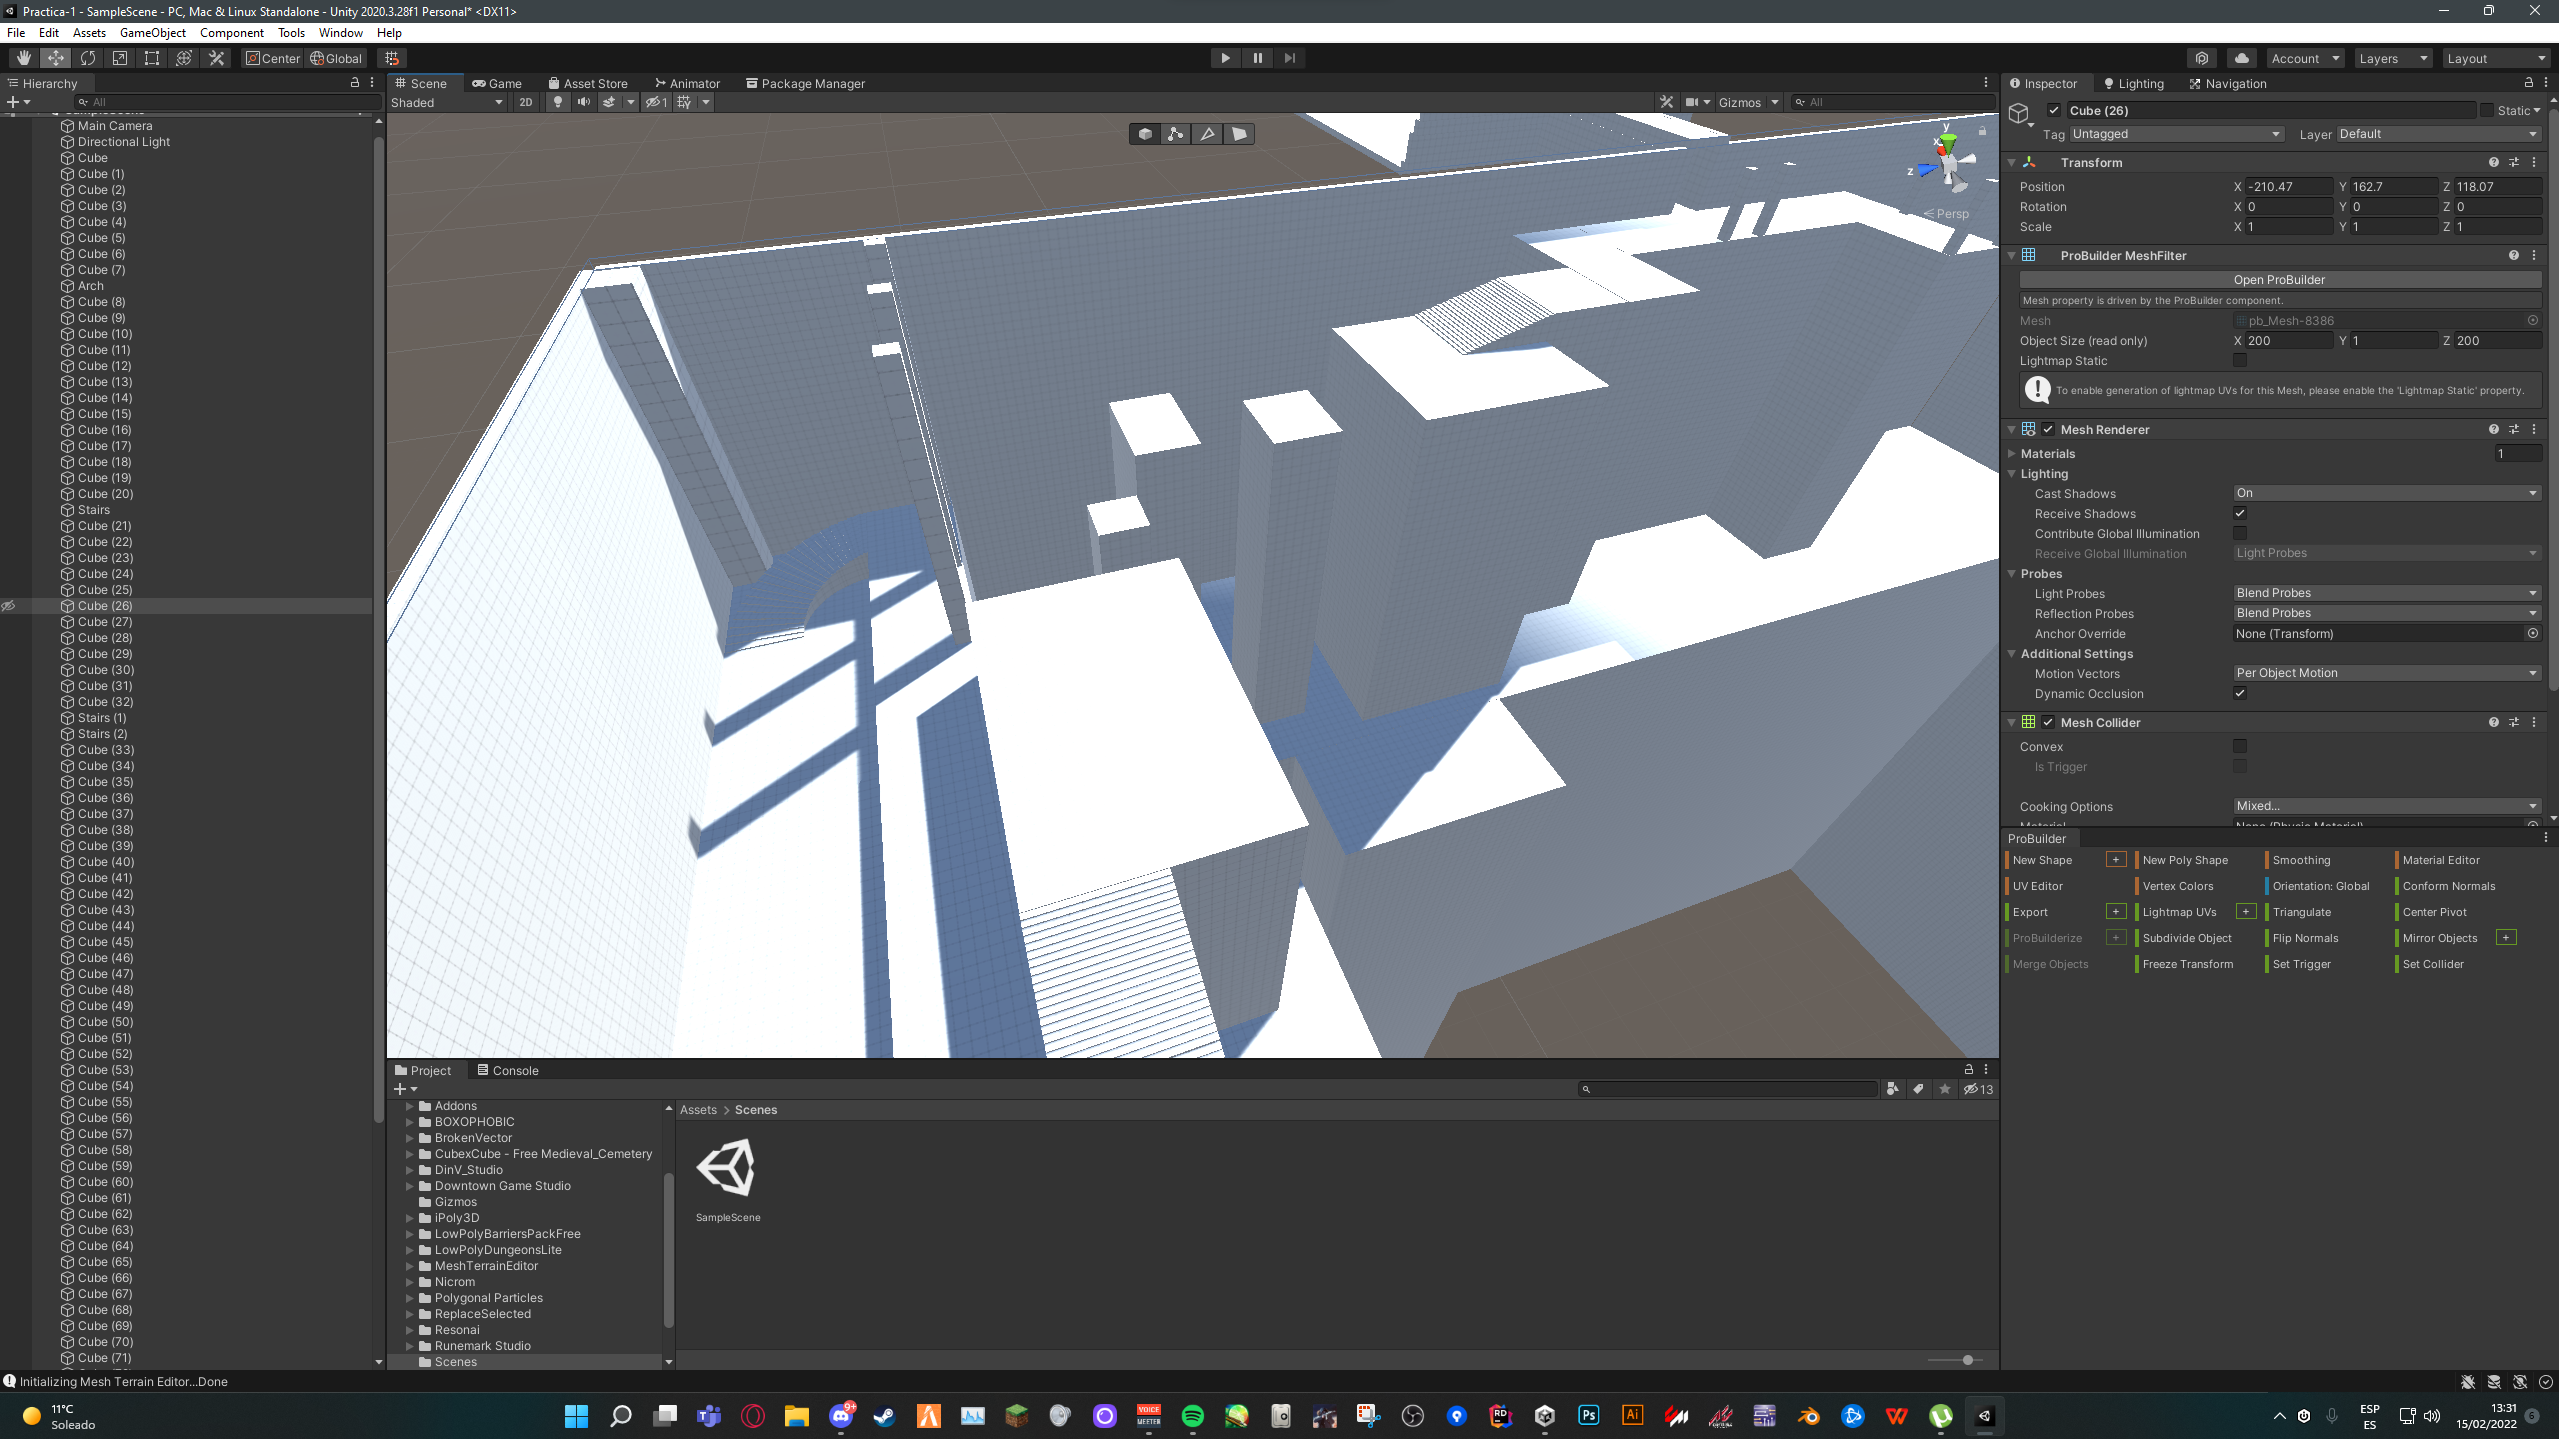 Practica-1 - SampleScene - PC, Mac & Linux Standalone - Unity 2020.3.28f1 Personal* <DX11>
File Edit Assets GameObject Component Tools Window Help
Center Global
Account Layers Layout
Hierarchy
All
SampleScene
Main Camera
Directional Light
Cube
Cube (1)
Cube (2)
Cube (3)
Cube (4)
Cube (5)
Cube (6)
Cube (7)
Arch
Cube (8)
Cube (9)
Cube (10)
Cube (11)
Cube (12)
Cube (13)
Cube (14)
Cube (15)
Cube (16)
Cube (17)
Cube (18)
Cube (19)
Cube (20)
Stairs
Cube (21)
Cube (22)
Cube (23)
Cube (24)
Cube (25)
Cube (26)
Cube (27)
Cube (28)
Cube (29)
Cube (30)
Cube (31)
Cube (32)
Stairs (1)
Stairs (2)
Cube (33)
Cube (34)
Cube (35)
Cube (36)
Cube (37)
Cube (38)
Cube (39)
Cube (40)
Cube (41)
Cube (42)
Cube (43)
Cube (44)
Cube (45)
Cube (46)
Cube (47)
Cube (48)
Cube (49)
Cube (50)
Cube (51)
Cube (52)
Cube (53)
Cube (54)
Cube (55)
Cube (56)
Cube (57)
Cube (58)
Cube (59)
Cube (60)
Cube (61)
Cube (62)
Cube (63)
Cube (64)
Cube (65)
Cube (66)
Cube (67)
Cube (68)
Cube (69)
Cube (70)
Cube (71)
Scene Game Asset Store Animator Package Manager
Shaded 2D 1 Gizmos All
y
x
z
Persp
Project Console
13
Addons
BOXOPHOBIC
BrokenVector
CubexCube - Free Medieval_Cemetery
DinV_Studio
Downtown Game Studio
Gizmos
iPoly3D
LowPolyBarriersPackFree
LowPolyDungeonsLite
MeshTerrainEditor
Nicrom
Polygonal Particles
ReplaceSelected
Resonai
Runemark Studio
Scenes
Assets > Scenes
SampleScene
Inspector Lighting Navigation
Cube (26) Static
Tag Untagged Layer Default
Transform
Position X -210.47 Y 162.7 Z 118.07
Rotation X 0 Y 0 Z 0
Scale X 1 Y 1 Z 1
ProBuilder MeshFilter
Open ProBuilder
Mesh property is driven by the ProBuilder component.
Mesh pb_Mesh-8386
Object Size (read only) X 200 Y 1 Z 200
Lightmap Static
To enable generation of lightmap UVs for this Mesh, please enable the 'Lightmap Static' property.
Mesh Renderer
Materials 1
Lighting
Cast Shadows On
Receive Shadows
Contribute Global Illumination
Receive Global Illumination Light Probes
Probes
Light Probes Blend Probes
Reflection Probes Blend Probes
Anchor Override None (Transform)
Additional Settings
Motion Vectors Per Object Motion
Dynamic Occlusion
Mesh Collider
Convex
Is Trigger
Cooking Options Mixed...
Material None (Physic Material)
ProBuilder
New Shape + New Poly Shape Smoothing Material Editor
UV Editor Vertex Colors Orientation: Global Conform Normals
Export + Lightmap UVs + Triangulate Center Pivot
ProBuilderize + Subdivide Object Flip Normals Mirror Objects +
Merge Objects Freeze Transform Set Trigger Set Collider
Initializing Mesh Terrain Editor...Done
11°C
Soleado
9+
VOICE
MEETER
RD
Ps
Ai
ESP
ES
13:31
15/02/2022
6